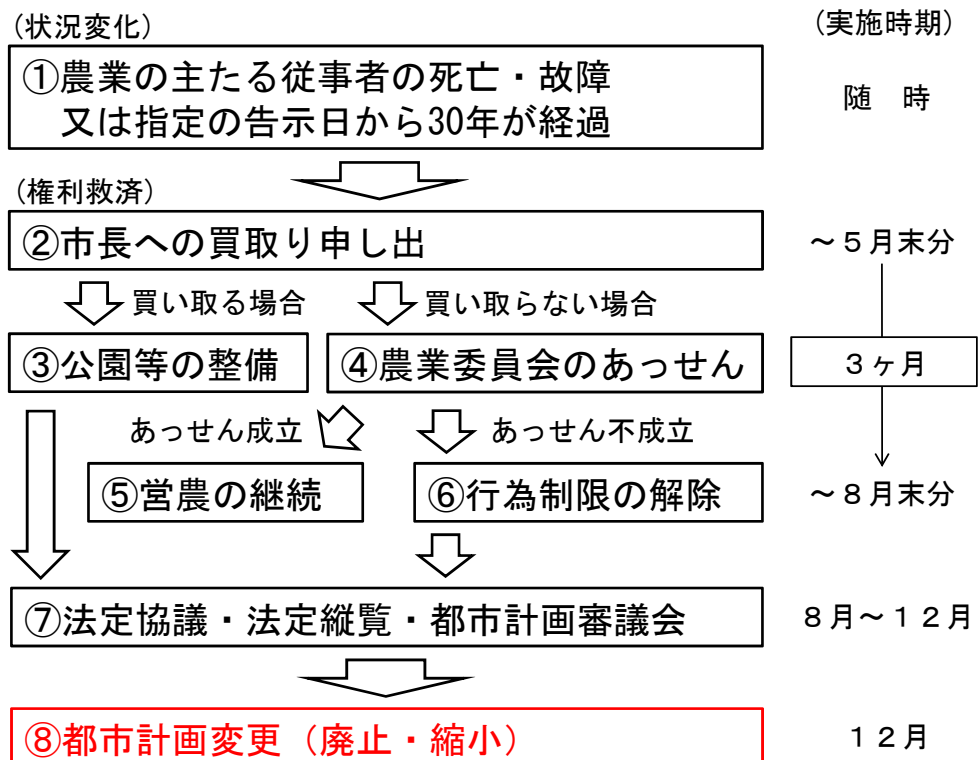 (状況変化)
(実施時期)
①農業の主たる従事者の死亡・故障
又は指定の告示日から30年が経過
随 時
(権利救済)
②市長への買取り申し出
~5月末分
買い取る場合
買い取らない場合
③公園等の整備
④農業委員会のあっせん
3ヶ月
あっせん成立
あっせん不成立
⑤営農の継続
⑥行為制限の解除
~8月末分
⑦法定協議・法定縦覧・都市計画審議会
8月~12月
⑧都市計画変更(廃止・縮小)
12月